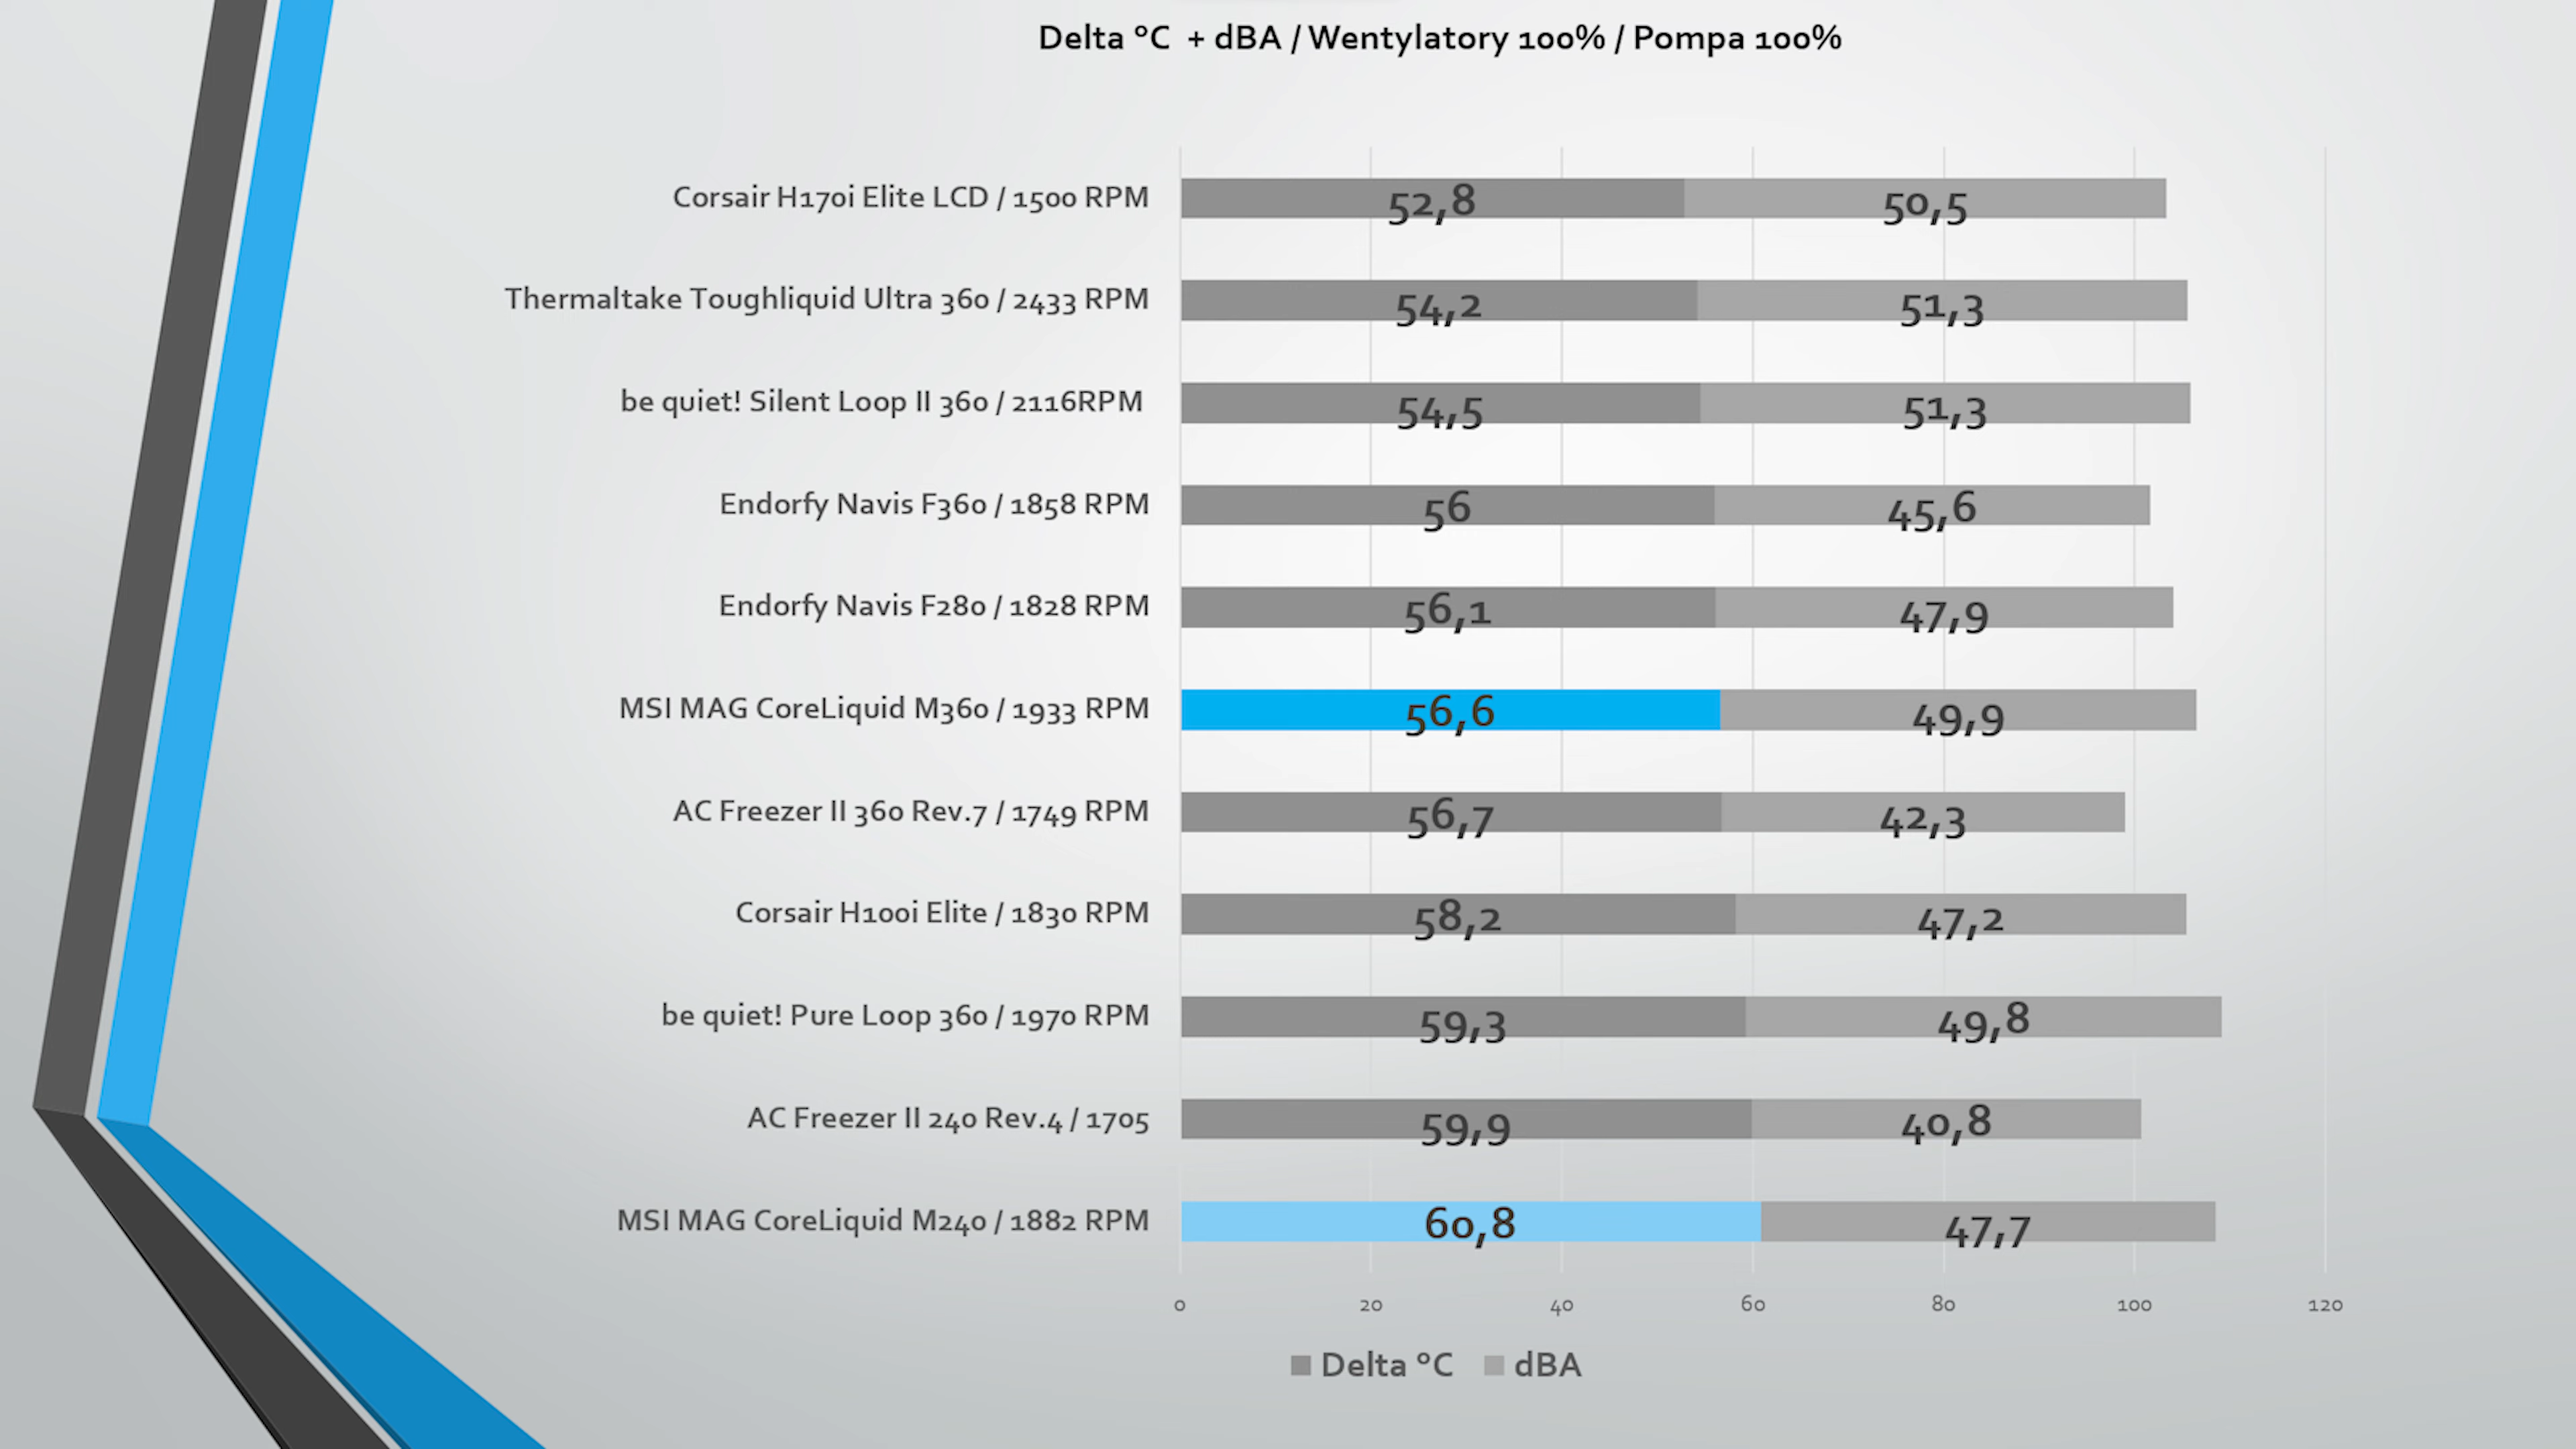 Delta °C + dBA / Wentylatory 100% / Pompa 100%
Corsair H170i Elite LCD / 1500 RPM 52,8 50,5
Thermaltake Toughliquid Ultra 360 / 2433 RPM 54,2 51,3
be quiet! Silent Loop II 360 / 2116RPM 54,5 51,3
Endorfy Navis F360 / 1858 RPM 56 45,6
Endorfy Navis F280 / 1828 RPM 56,1 47,9
MSI MAG CoreLiquid M360 / 1933 RPM 56,6 49,9
AC Freezer II 360 Rev.7 / 1749 RPM 56,7 42,3
Corsair H100i Elite / 1830 RPM 58,2 47,2
be quiet! Pure Loop 360 / 1970 RPM 59,3 49,8
AC Freezer II 240 Rev.4 / 1705 59,9 40,8
MSI MAG CoreLiquid M240 / 1882 RPM 60,8 47,7
0 20 40 60 80 100 120
Delta °C dBA